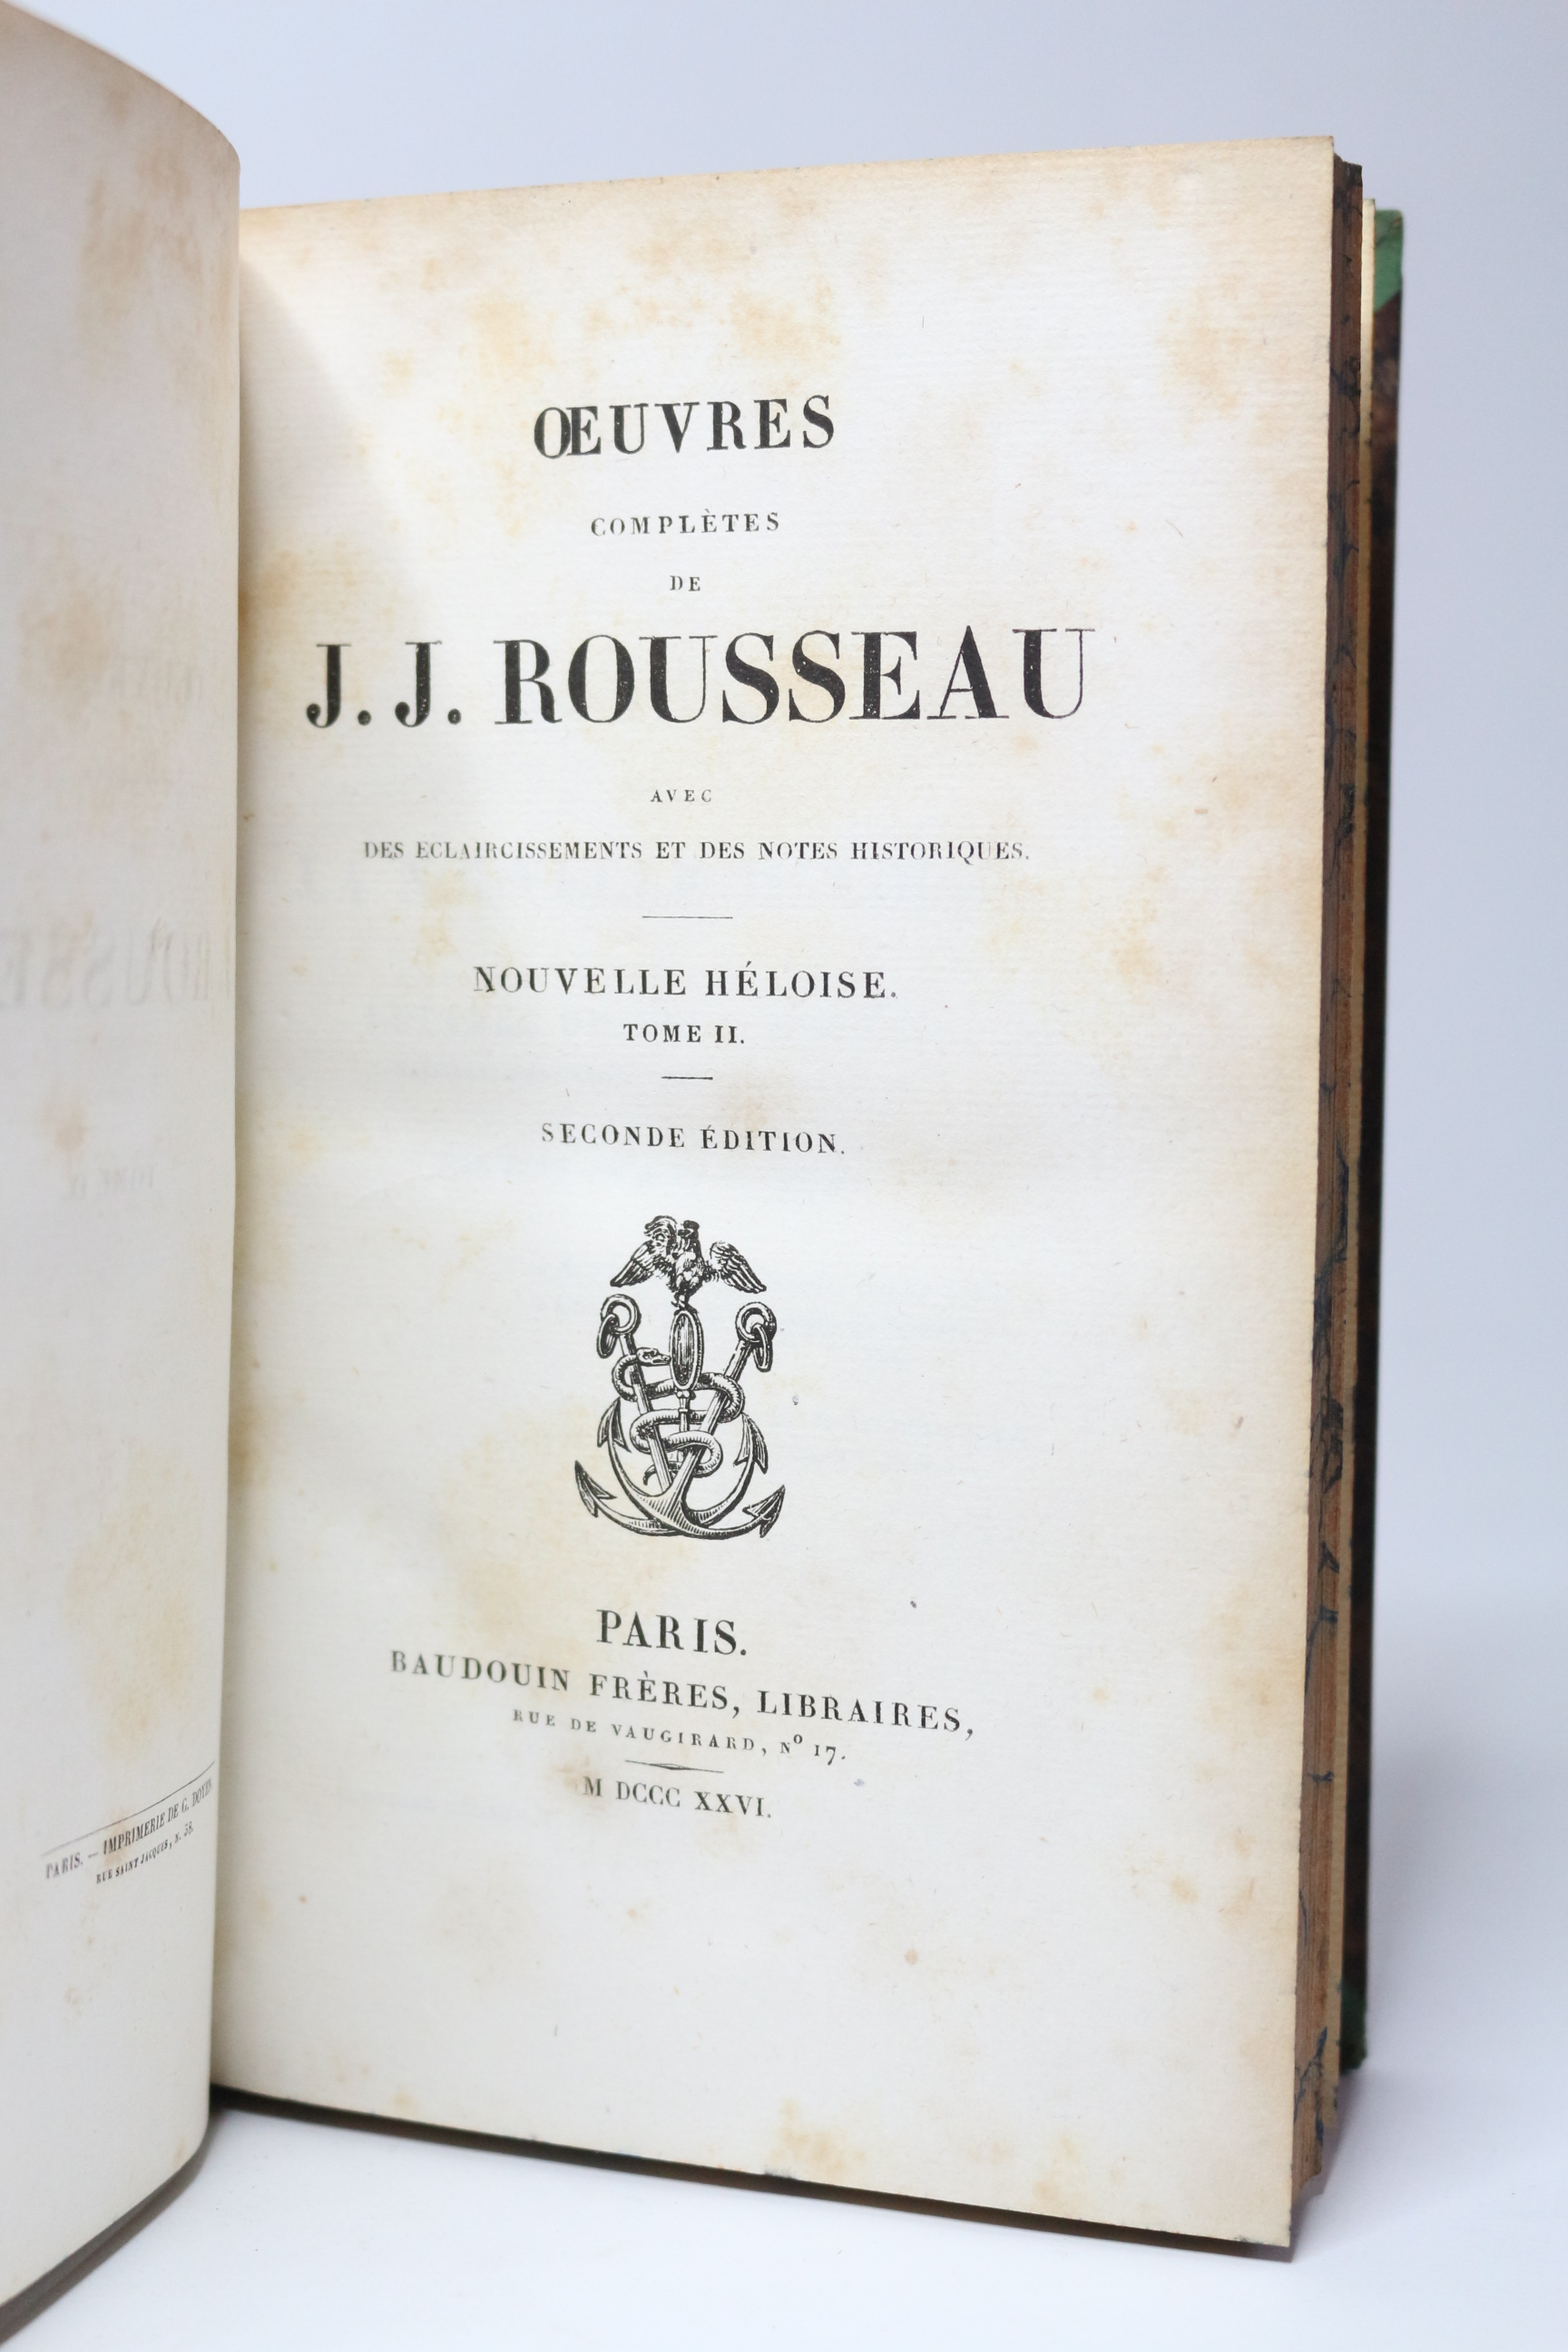 PARIS. — IMPRIMERIE DE G. DOYEN
RUE SAINT JACQUES, N. 38.
ŒUVRES
COMPLÈTES
DE
J. J. ROUSSEAU
AVEC
DES ECLAIRCISSEMENTS ET DES NOTES HISTORIQUES.
NOUVELLE HÉLOISE.
TOME II.
SECONDE ÉDITION.
PARIS.
BAUDOUIN FRÈRES, LIBRAIRES,
RUE DE VAUGIRARD, Nº 17.
M DCCC XXVI.